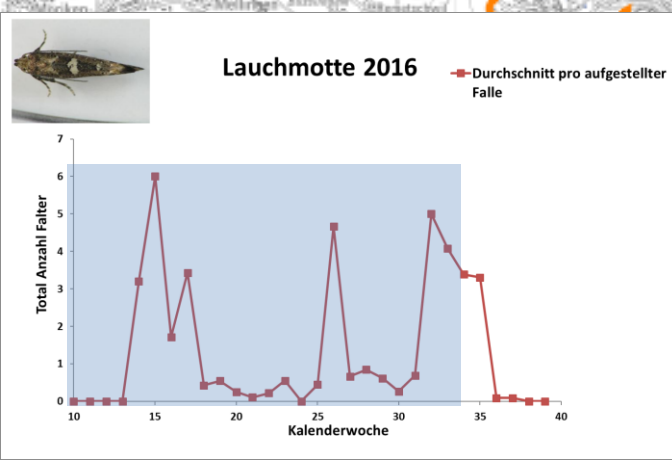 Lauchmotte 2016
Durchschnitt pro aufgestellter
Falle
Total Anzahl Falter
7
6
5
4
3
2
1
0
10 15 20 25 30 35 40
Kalenderwoche